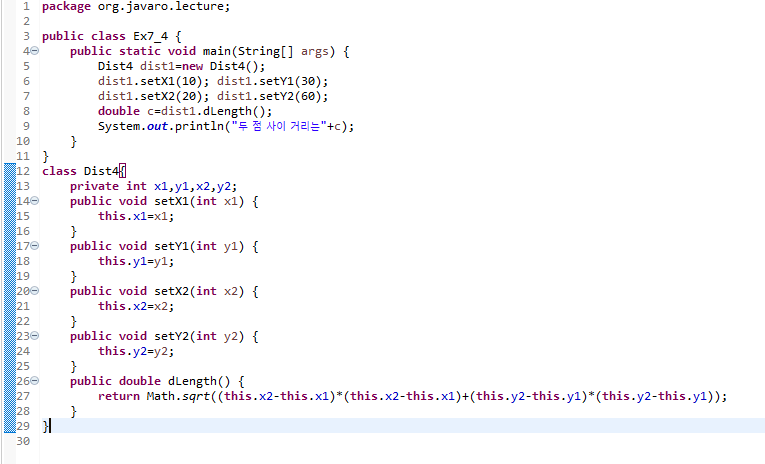 1 package org.javaro.lecture;
2
3 public class Ex7_4 {
4 public static void main(String[] args) {
5 Dist4 dist1=new Dist4();
6 dist1.setX1(10); dist1.setY1(30);
7 dist1.setX2(20); dist1.setY2(60);
8 double c=dist1.dLength();
9 System.out.println("두 점 사이 거리는"+c);
10 }
11 }
12 class Dist4{
13 private int x1,y1,x2,y2;
14 public void setX1(int x1) {
15 this.x1=x1;
16 }
17 public void setY1(int y1) {
18 this.y1=y1;
19 }
20 public void setX2(int x2) {
21 this.x2=x2;
22 }
23 public void setY2(int y2) {
24 this.y2=y2;
25 }
26 public double dLength() {
27 return Math.sqrt((this.x2-this.x1)*(this.x2-this.x1)+(this.y2-this.y1)*(this.y2-this.y1));
28 }
29 }
30